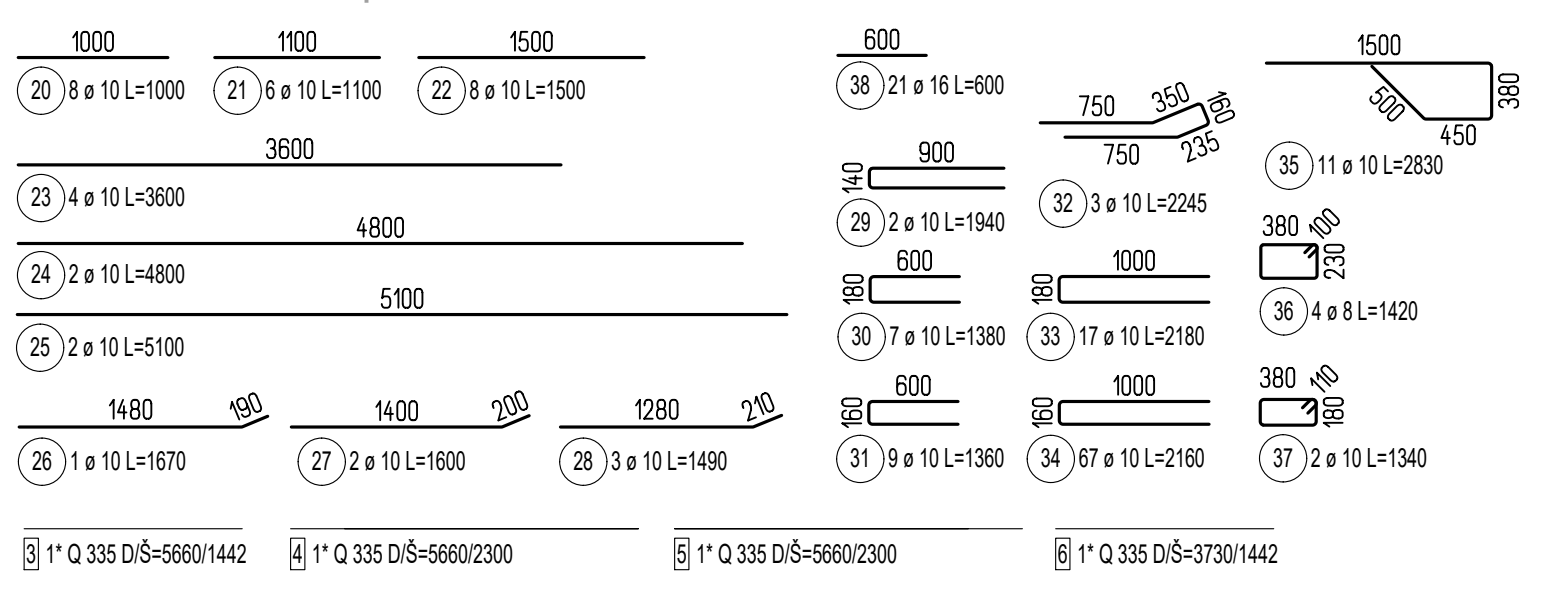 1000 1100 1500 600 1500
20 8 ø 10 L=1000 21 6 ø 10 L=1100 22 8 ø 10 L=1500 38 21 ø 16 L=600
750 350 160 750 235
500 380 450
3600 900
140
23 4 ø 10 L=3600 29 2 ø 10 L=1940 32 3 ø 10 L=2245 35 11 ø 10 L=2830
4800 600 1000 380 100
180 180 230
24 2 ø 10 L=4800
5100
25 2 ø 10 L=5100 30 7 ø 10 L=1380 33 17 ø 10 L=2180 36 4 ø 8 L=1420
1480 190 1400 200 1280 210 600 1000 380 110
160 160 180
26 1 ø 10 L=1670 27 2 ø 10 L=1600 28 3 ø 10 L=1490 31 9 ø 10 L=1360 34 67 ø 10 L=2160 37 2 ø 10 L=1340
3 1* Q 335 D/Š=5660/1442 4 1* Q 335 D/Š=5660/2300 5 1* Q 335 D/Š=5660/2300 6 1* Q 335 D/Š=3730/1442